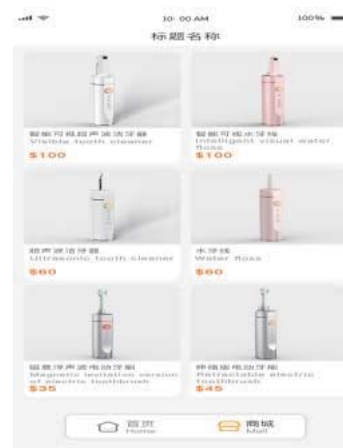 10: 00 AM
100%
标题名称
智能可视超声波洁牙器
Visible tooth cleaner
$100
智能可视水牙线
Intelligent visual water
floss
$100
超声波洁牙器
Ultrasonic tooth cleaner
$60
水牙线
Water floss
$60
磁悬浮声波电动牙刷
Magnetic levitation version
of electric toothbrush
$35
伸缩版电动牙刷
Retractable electric
toothbrush
$45
首页
Home
商城
Mall